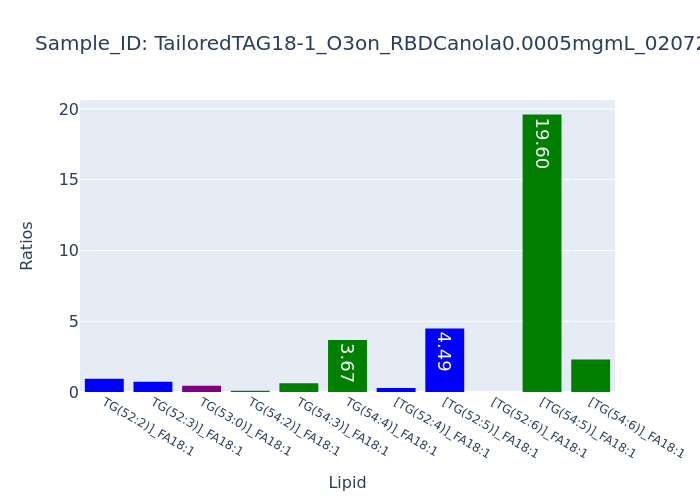 Sample_ID: TailoredTAG18-1_O3on_RBDCanola0.0005mgmL_02072
20
15
10
5
0
Ratios
19.60
3.67
4.49
TG(52:2)]_FA18:1
TG(52:3)]_FA18:1
TG(53:0)]_FA18:1
TG(54:2)]_FA18:1
TG(54:3)]_FA18:1
TG(54:4)]_FA18:1
[TG(52:4)]_FA18:1
[TG(52:5)]_FA18:1
[TG(52:6)]_FA18:1
[TG(54:5)]_FA18:1
[TG(54:6)]_FA18:1
Lipid